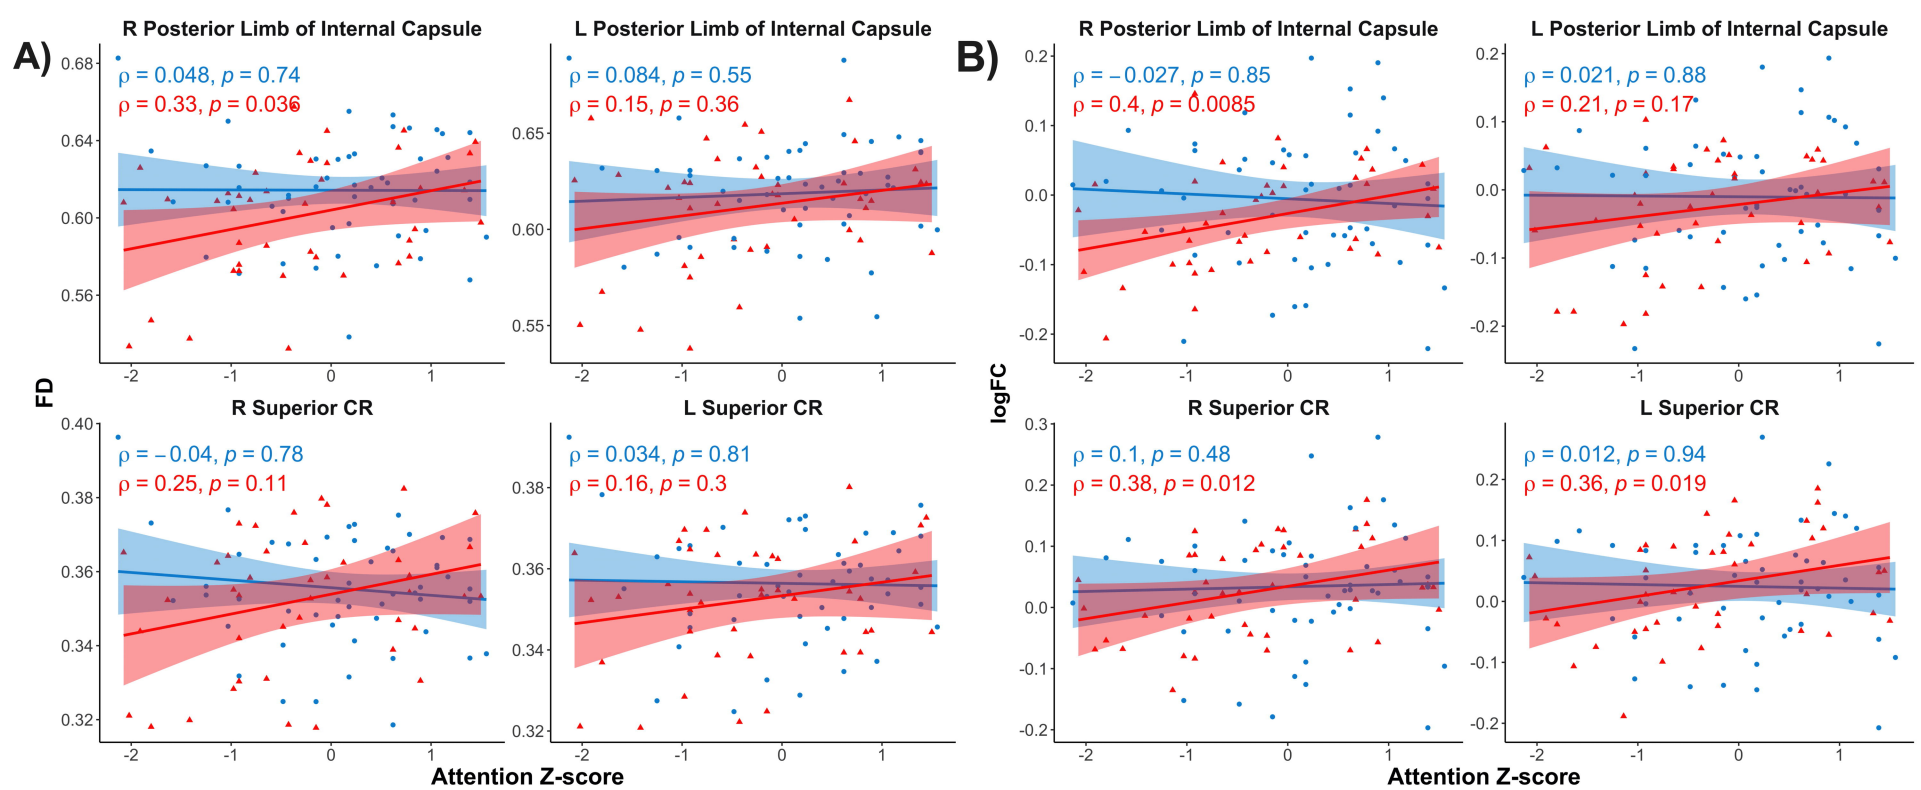 A)
R Posterior Limb of Internal Capsule
ρ = 0.048, p = 0.74
ρ = 0.33, p = 0.036
0.68
0.64
0.60
0.56
-2 -1 0 1
L Posterior Limb of Internal Capsule
ρ = 0.084, p = 0.55
ρ = 0.15, p = 0.36
0.65
0.60
0.55
-2 -1 0 1
FD
R Superior CR
ρ = −0.04, p = 0.78
ρ = 0.25, p = 0.11
0.40
0.38
0.36
0.34
0.32
-2 -1 0 1
L Superior CR
ρ = 0.034, p = 0.81
ρ = 0.16, p = 0.3
0.38
0.36
0.34
0.32
-2 -1 0 1
Attention Z-score
B)
R Posterior Limb of Internal Capsule
ρ = −0.027, p = 0.85
ρ = 0.4, p = 0.0085
0.2
0.1
0.0
-0.1
-0.2
-2 -1 0 1
L Posterior Limb of Internal Capsule
ρ = 0.021, p = 0.88
ρ = 0.21, p = 0.17
0.2
0.1
0.0
-0.1
-0.2
-2 -1 0 1
logFC
R Superior CR
ρ = 0.1, p = 0.48
ρ = 0.38, p = 0.012
0.3
0.2
0.1
0.0
-0.1
-0.2
-2 -1 0 1
L Superior CR
ρ = 0.012, p = 0.94
ρ = 0.36, p = 0.019
0.2
0.1
0.0
-0.1
-0.2
-2 -1 0 1
Attention Z-score